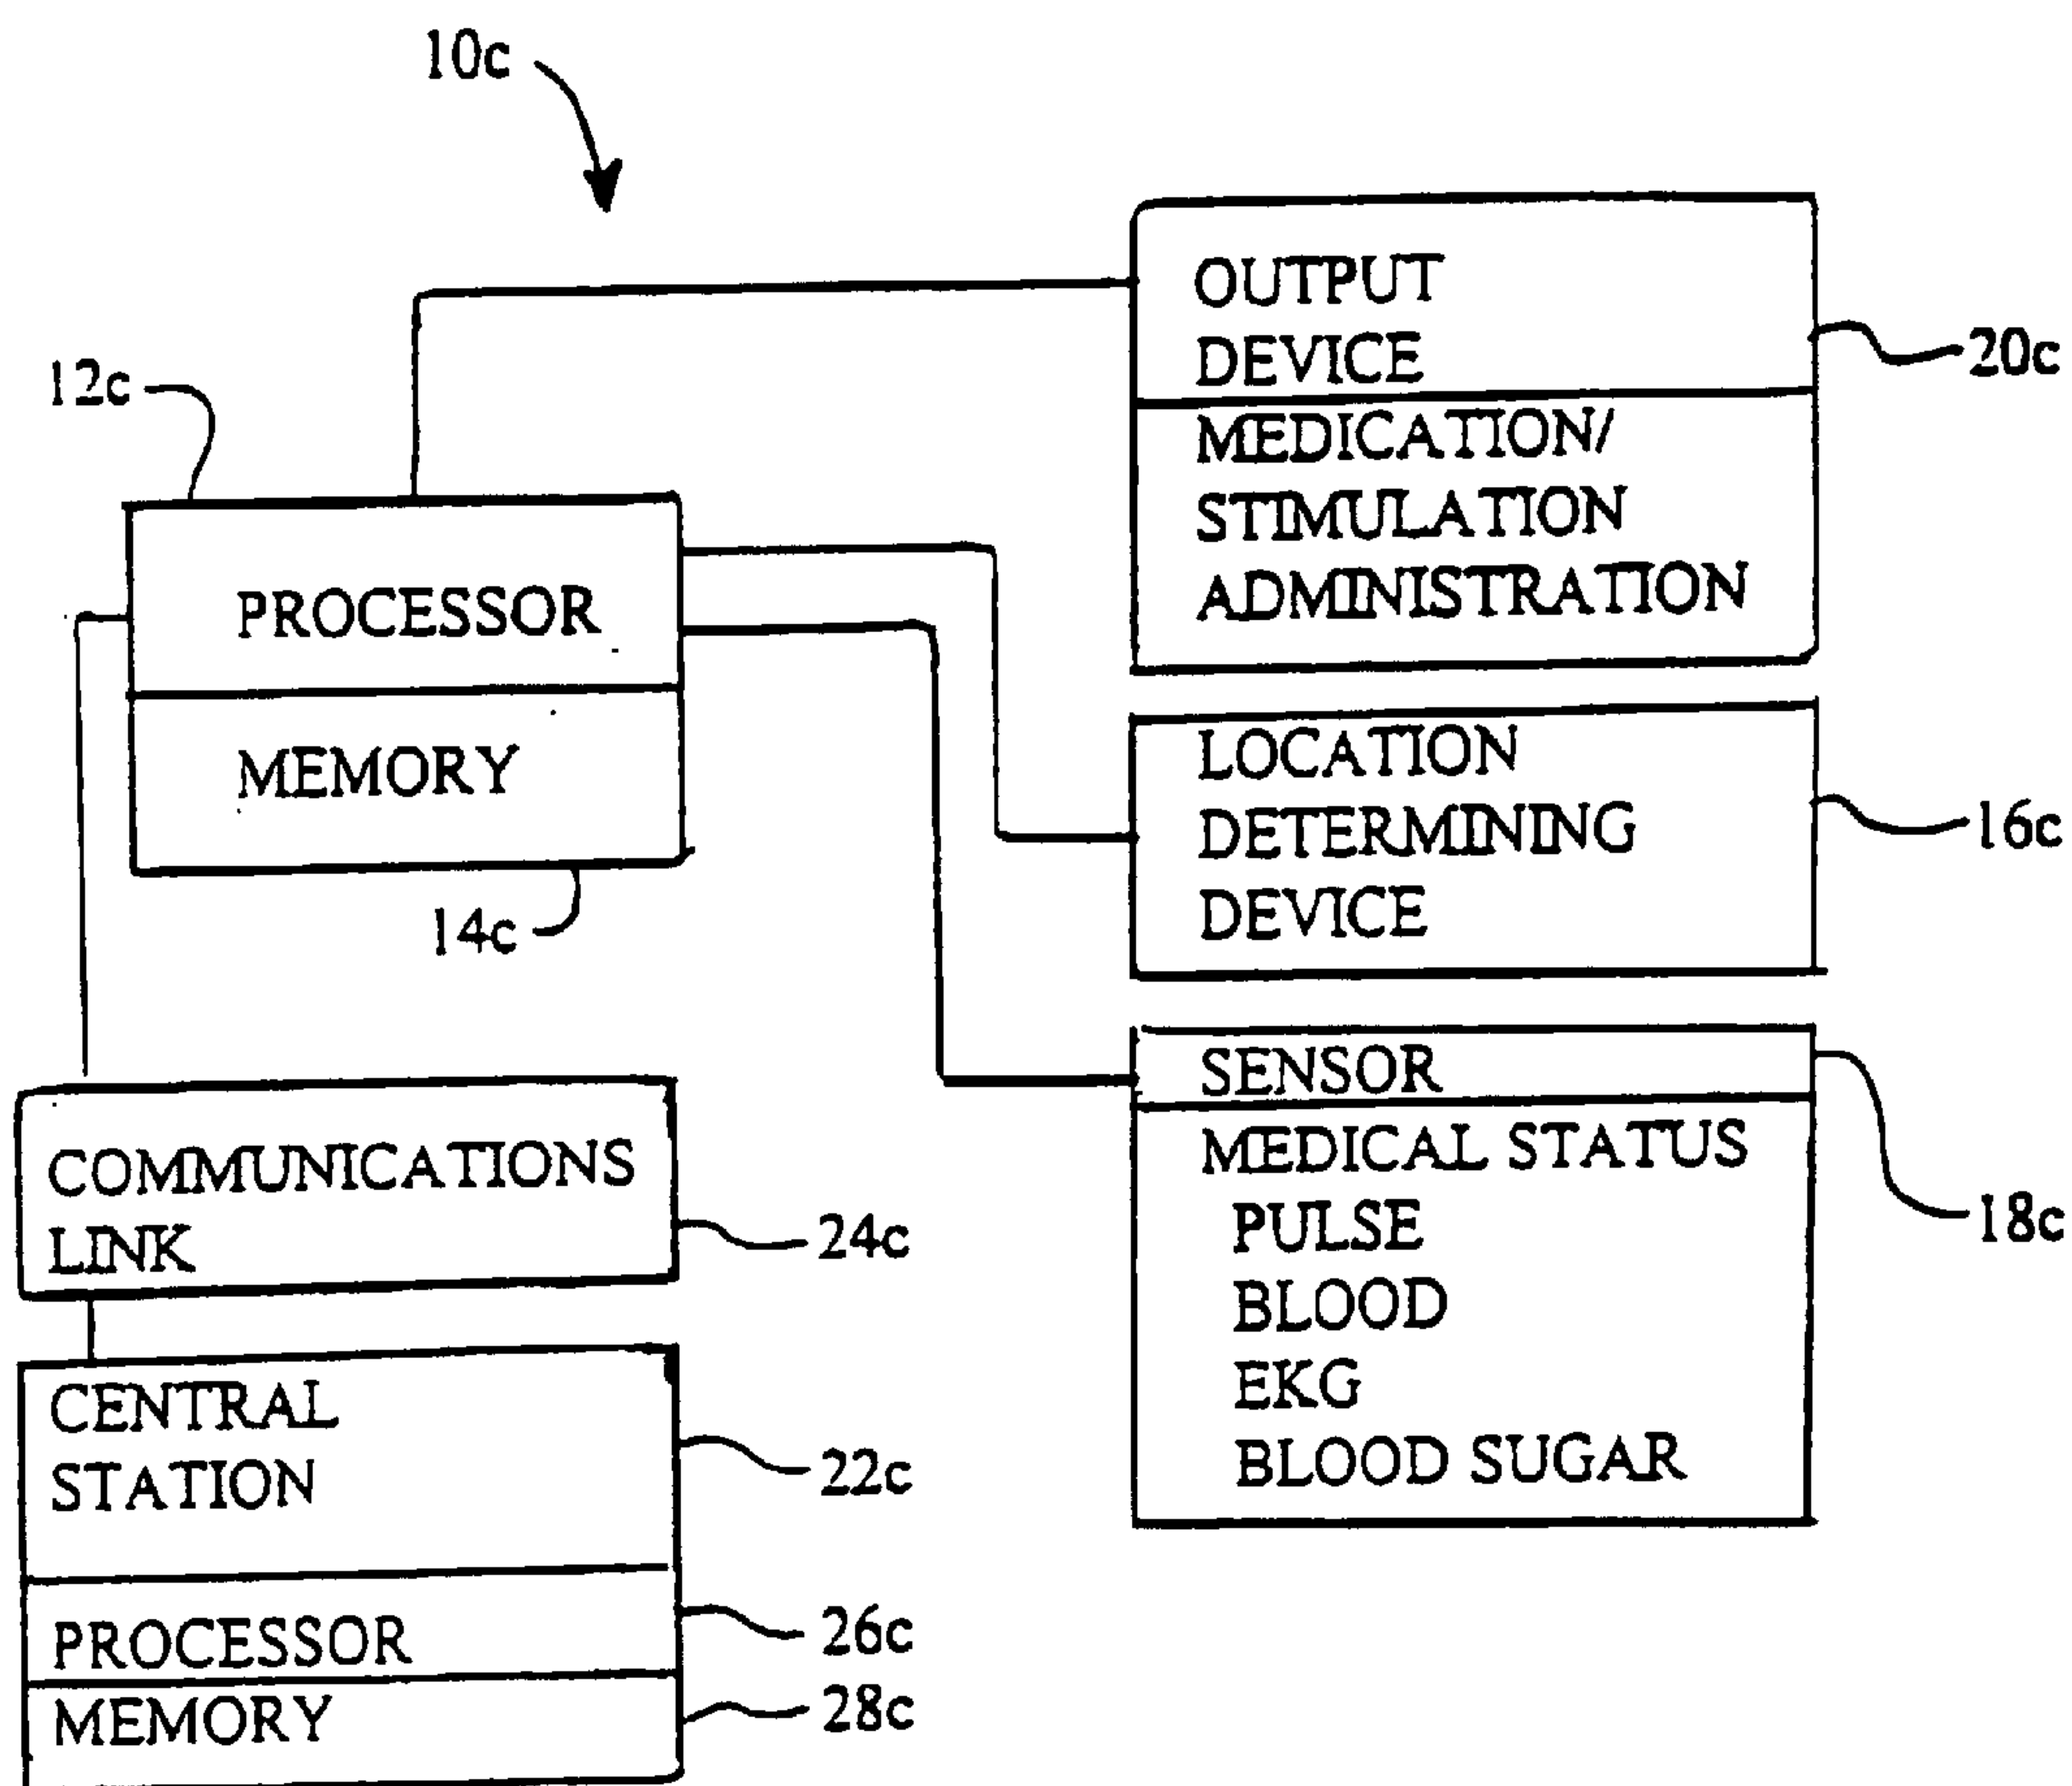 10c
OUTPUT
DEVICE
20c
MEDICATION/
STIMULATION
ADMINISTRATION
12c
PROCESSOR
MEMORY
14c
LOCATION
DETERMINING
DEVICE
16c
SENSOR
MEDICAL STATUS
PULSE
BLOOD
EKG
BLOOD SUGAR
18c
COMMUNICATIONS
LINK
24c
CENTRAL
STATION
22c
PROCESSOR
26c
MEMORY
28c